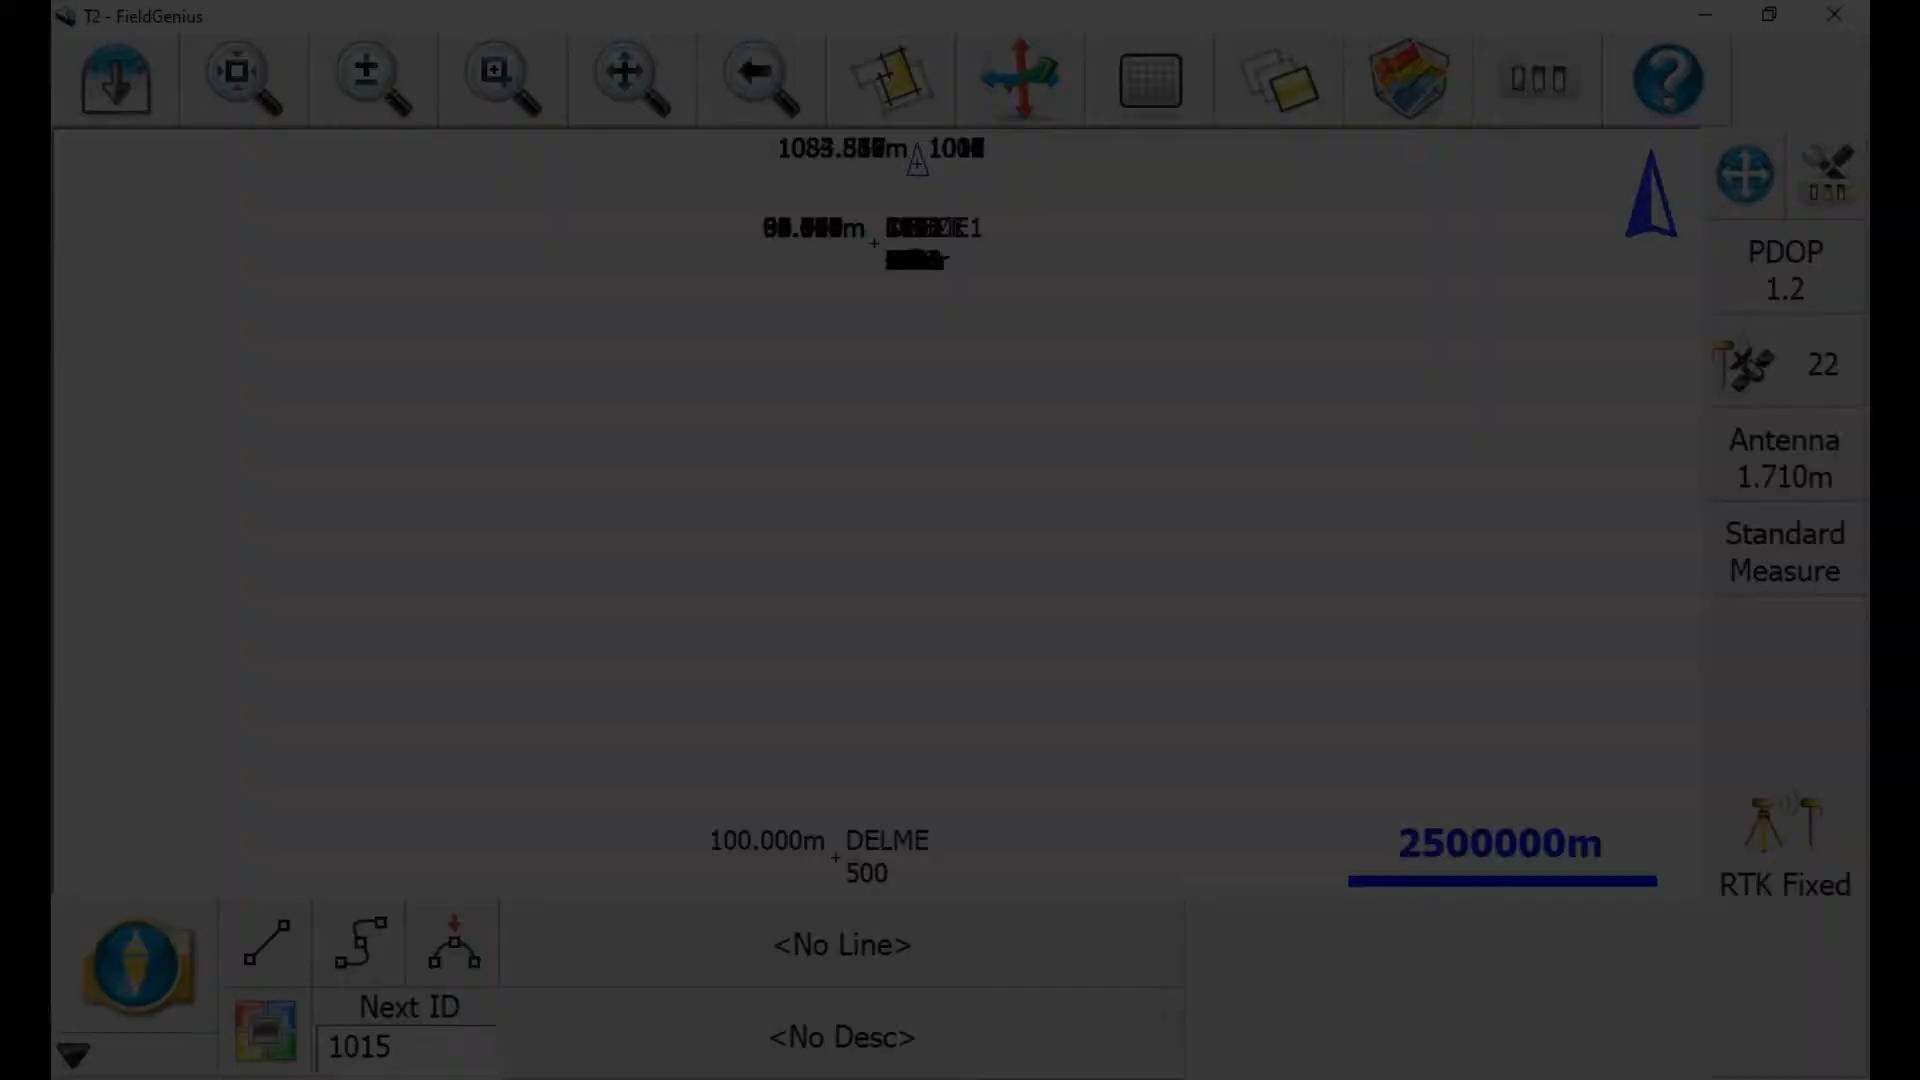 T2 - FieldGenius
PDOP
1.2
22
Antenna
1.710m
Standard
Measure
100.000m
DELME
500
2500000m
RTK Fixed
<No Line>
Next ID
1015
<No Desc>